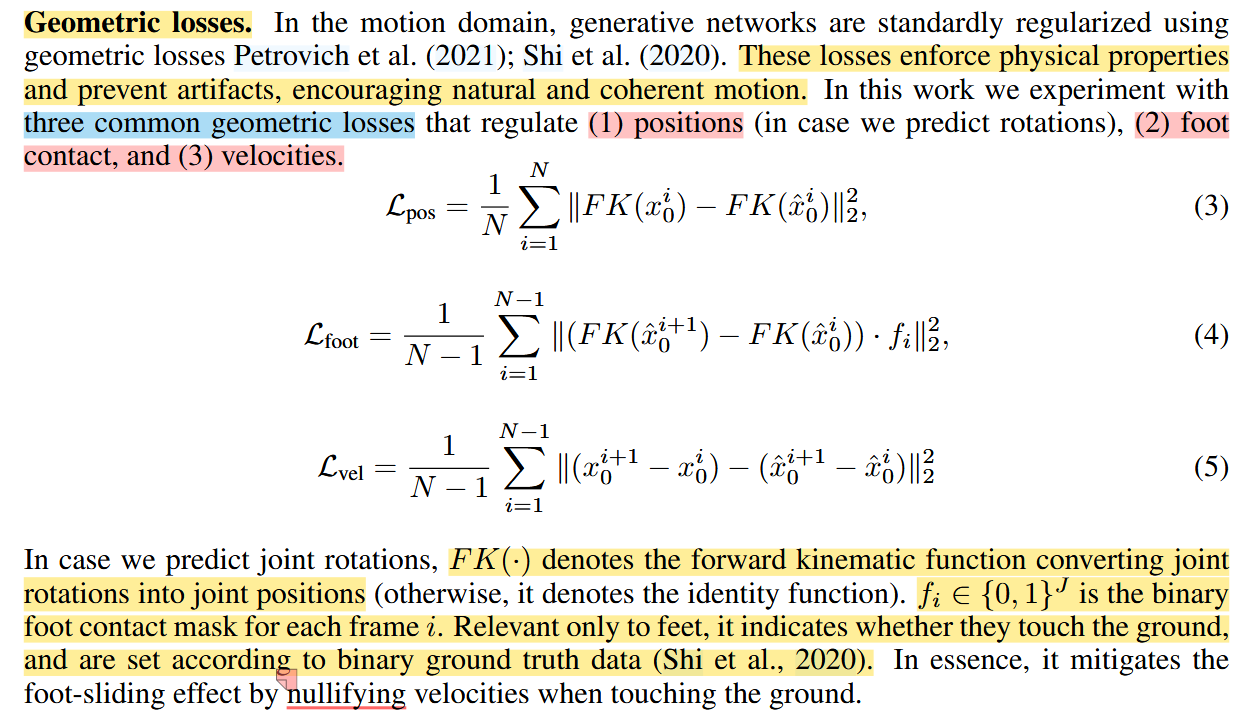 Geometric losses. In the motion domain, generative networks are standardly regularized using
geometric losses Petrovich et al. (2021); Shi et al. (2020). These losses enforce physical properties
and prevent artifacts, encouraging natural and coherent motion. In this work we experiment with
three common geometric losses that regulate (1) positions (in case we predict rotations), (2) foot
contact, and (3) velocities.
$\mathcal{L}_{\text{pos}} = \frac{1}{N} \sum_{i=1}^{N} \| FK(x_0^i) - FK(\hat{x}_0^i) \|_2^2,$ (3)
$\mathcal{L}_{\text{foot}} = \frac{1}{N-1} \sum_{i=1}^{N-1} \| (FK(\hat{x}_0^{i+1}) - FK(\hat{x}_0^i)) \cdot f_i \|_2^2,$ (4)
$\mathcal{L}_{\text{vel}} = \frac{1}{N-1} \sum_{i=1}^{N-1} \| (x_0^{i+1} - x_0^i) - (\hat{x}_0^{i+1} - \hat{x}_0^i) \|_2^2$ (5)
In case we predict joint rotations, $FK(\cdot)$ denotes the forward kinematic function converting joint
rotations into joint positions (otherwise, it denotes the identity function). $f_i \in \{0, 1\}^J$ is the binary
foot contact mask for each frame $i$. Relevant only to feet, it indicates whether they touch the ground,
and are set according to binary ground truth data (Shi et al., 2020). In essence, it mitigates the
foot-sliding effect by nullifying velocities when touching the ground.